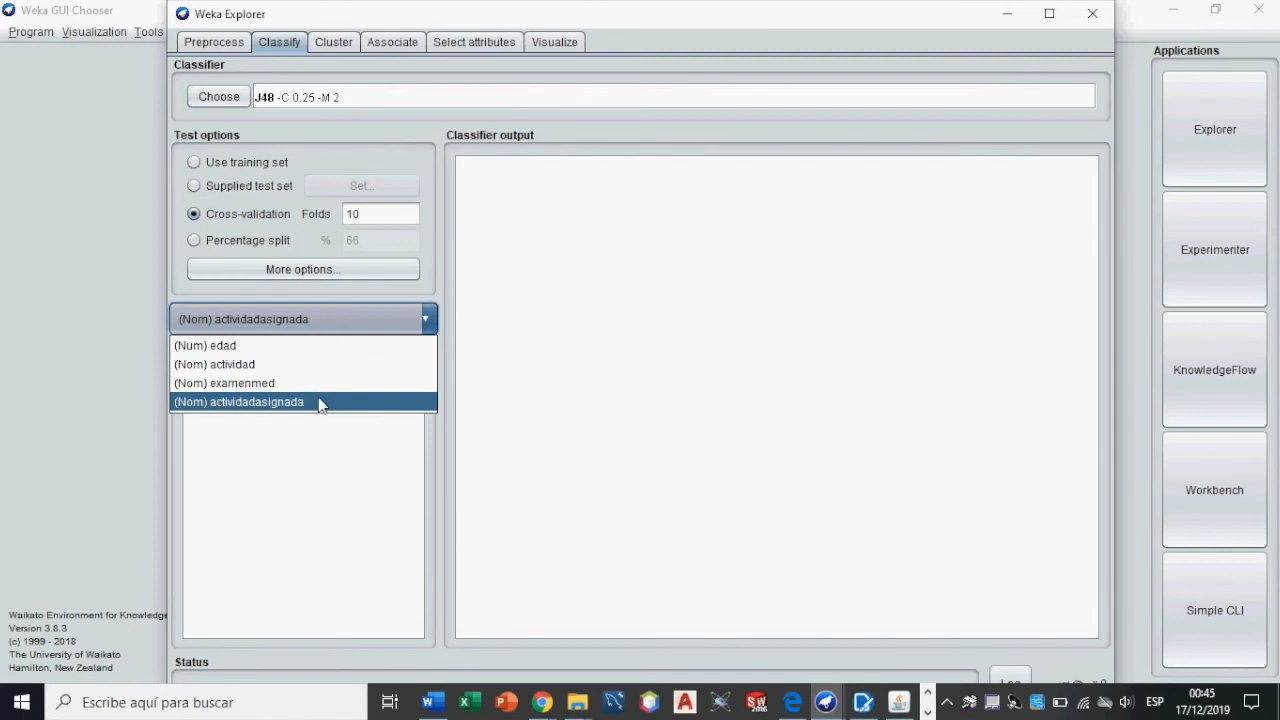 Weka GUI Chooser
Program Visualization Tools
Weka Explorer
Preprocess Classify Cluster Associate Select attributes Visualize
Classifier
Choose J48 -C 0.25 -M 2
Test options
Use training set
Supplied test set Set...
Cross-validation Folds 10
Percentage split % 66
More options...
(Nom) actividadasignada
(Num) edad
(Nom) actividad
(Nom) examenmed
(Nom) actividadasignada
Classifier output
Status
Applications
Explorer
Experimenter
KnowledgeFlow
Workbench
Simple CLI
Waikato Environment for Knowledge
Version 3.8.3
(c) 1999 - 2018
The University of Waikato
Hamilton, New Zealand
Escribe aquí para buscar
ESP
00:45
17/12/2019